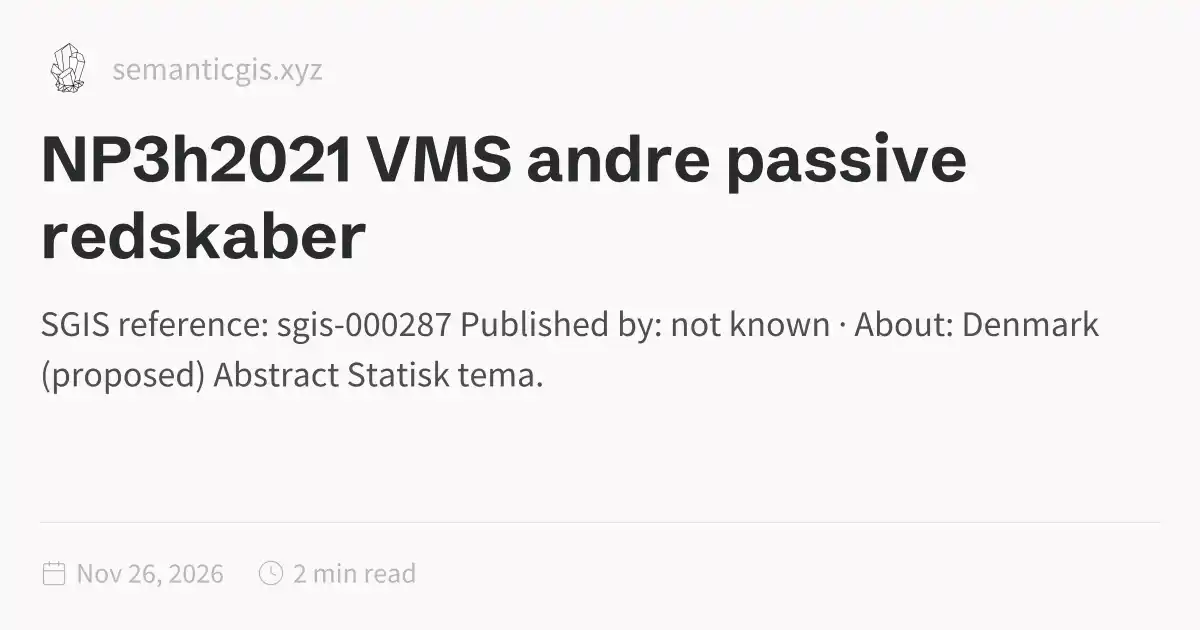 semanticgis.xyz
NP3h2021 VMS andre passive
redskaber
SGIS reference: sgis-000287 Published by: not known · About: Denmark
(proposed) Abstract Statisk tema.
Nov 26, 2026 2 min read